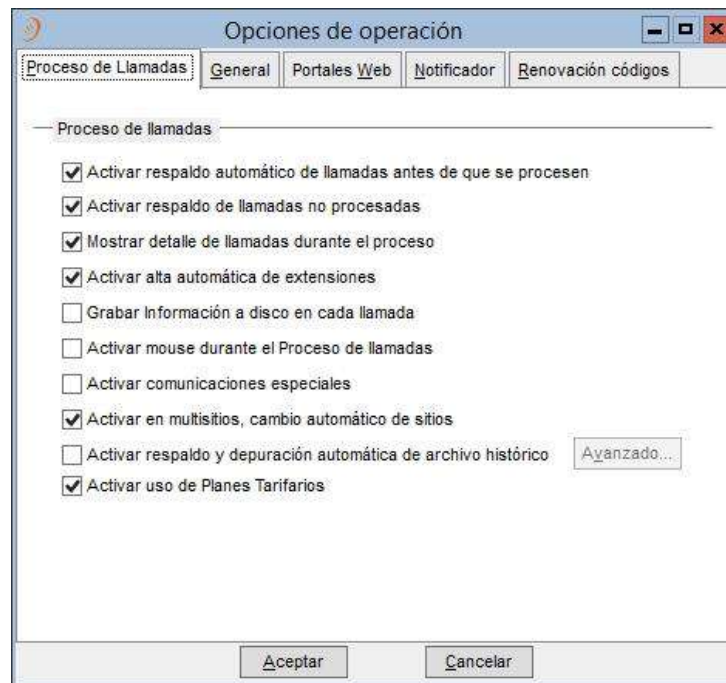 Opciones de operación
Proceso de Llamadas General Portales Web Notificador Renovación códigos
Proceso de llamadas
Activar respaldo automático de llamadas antes de que se procesen
Activar respaldo de llamadas no procesadas
Mostrar detalle de llamadas durante el proceso
Activar alta automática de extensiones
Grabar Información a disco en cada llamada
Activar mouse durante el Proceso de llamadas
Activar comunicaciones especiales
Activar en multisitios, cambio automático de sitios
Activar respaldo y depuración automática de archivo histórico Avanzado...
Activar uso de Planes Tarifarios
Aceptar Cancelar